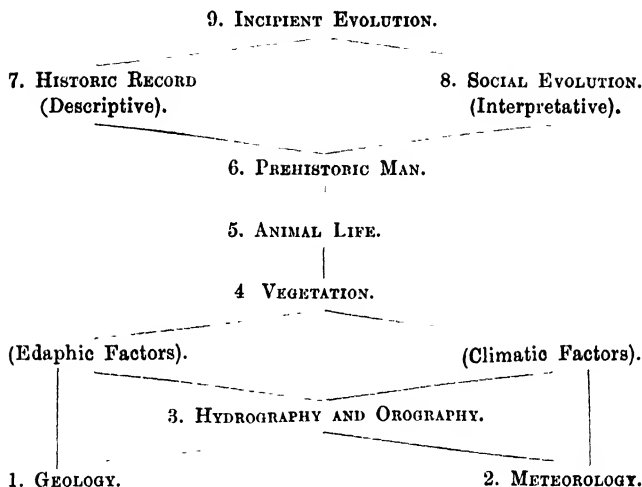 9. Incipient Evolution.
7. Historic Record
(Descriptive).
8. Social Evolution.
(Interpretative).
6. Prehistoric Man.
5. Animal Life.
4 Vegetation.
(Edaphic Factors).
(Climatic Factors).
3. Hydrography and Orography.
1. Geology.
2. Meteorology.